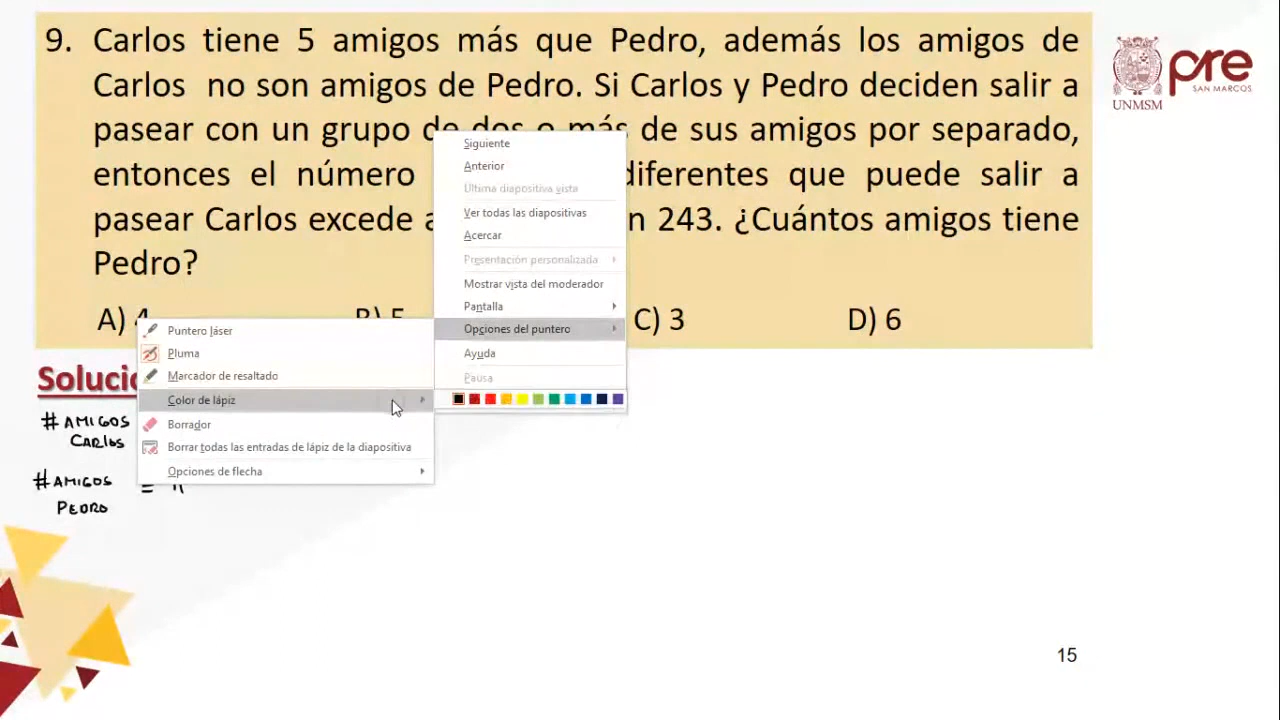 9. Carlos tiene 5 amigos más que Pedro, además los amigos de
Carlos no son amigos de Pedro. Si Carlos y Pedro deciden salir a
pasear con un grupo de dos o más de sus amigos por separado,
entonces el número diferentes que puede salir a
pasear Carlos excede a n 243. ¿Cuántos amigos tiene
Pedro?
A) 4 B) 5 C) 3 D) 6
pre
SAN MARCOS
UNMSM
Siguiente
Anterior
Última diapositiva vista
Ver todas las diapositivas
Acercar
Presentación personalizada
Mostrar vista del moderador
Pantalla
Opciones del puntero
Ayuda
Pausa
Puntero láser
Pluma
Marcador de resaltado
Color de lápiz
Borrador
Borrar todas las entradas de lápiz de la diapositiva
Opciones de flecha
Solucio
# AMIGOS
CARLOS
# AMIGOS = n
PEDRO
15